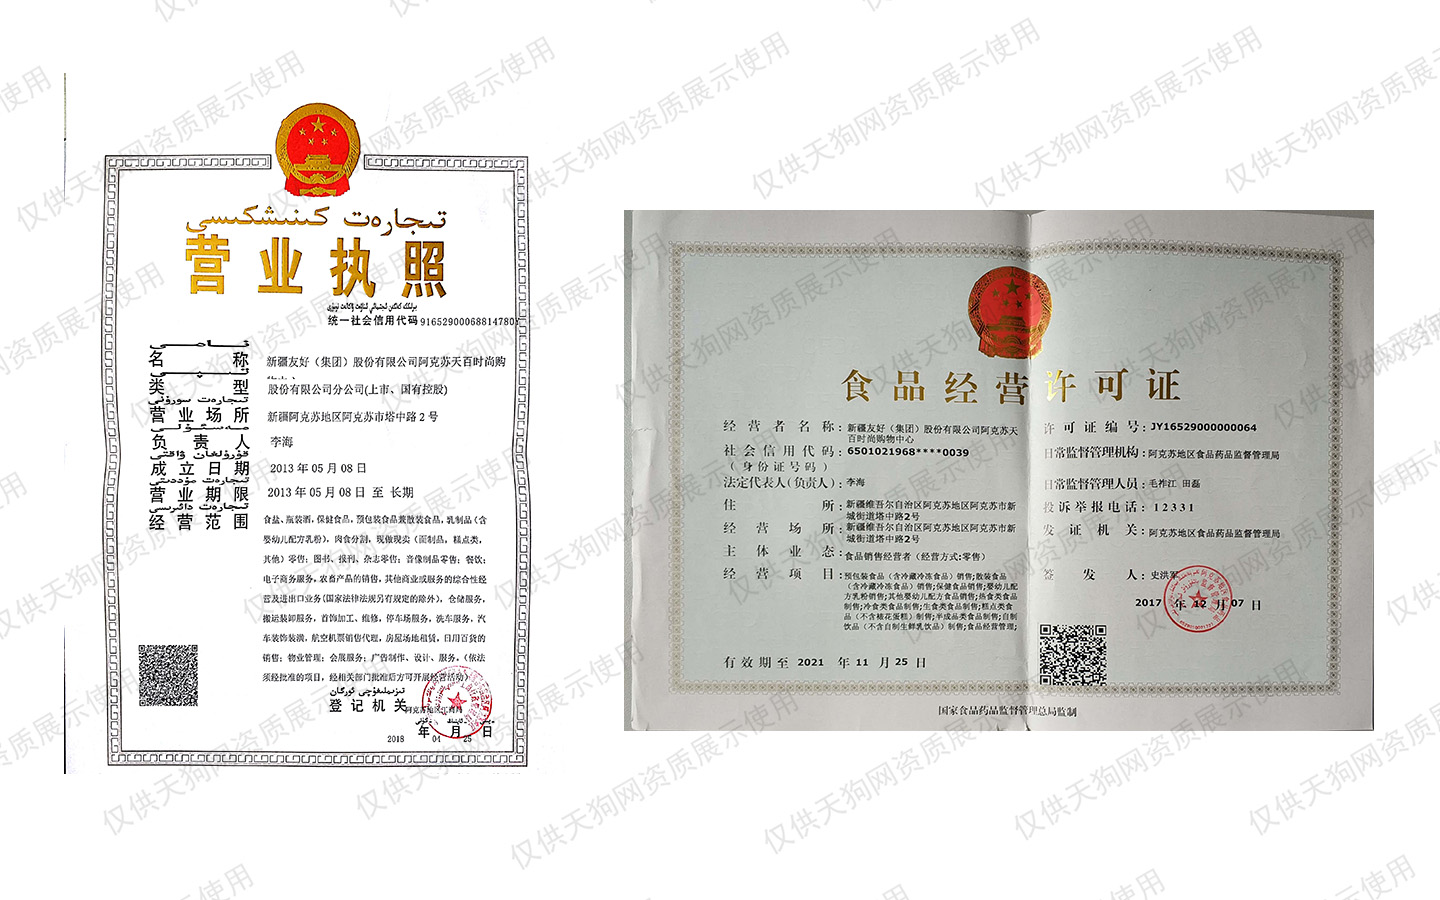 تىجارەت كىنىشكىسى
营业执照
统一社会信用代码 91652900068814780
名称 新疆友好（集团）股份有限公司阿克苏天百时尚购
类型 股份有限公司分公司(上市、国有控股)
营业场所 新疆阿克苏地区阿克苏市塔中路2号
负责人 李海
成立日期 2013年05月08日
营业期限 2013年05月08日 至 长期
经营范围 食盐、瓶装酒，保健食品，预包装食品兼散装食品，乳制品（含
婴幼儿配方乳粉），肉食分割，现做现卖（面制品，糕点类，
其他）零售；图书、报刊、杂志零售；音像制品零售；餐饮；
电子商务服务，农畜产品的销售，其他商业或服务的综合性经
营及进出口业务(国家法律法规另有规定的除外)，仓储服务，
搬运装卸服务，首饰加工、维修，停车场服务，洗车服务，汽
车装饰装潢，航空机票销售代理，房屋场地租赁，日用百货的
销售；物业管理；会展服务；广告制作、设计、服务。(依法
须经批准的项目，经相关部门批准后方可开展经营活动)
登记机关
2018 年 04 月 25 日
食品经营许可证
经营者名称：新疆友好（集团）股份有限公司阿克苏天
百时尚购物中心
社会信用代码：6501021968****0039
（身份证号码）
法定代表人(负责人)：李海
住所：新疆维吾尔自治区阿克苏地区阿克苏市新
城街道塔中路2号
经营场所：新疆维吾尔自治区阿克苏地区阿克苏市新
城街道塔中路2号
主体业态：食品销售经营者（经营方式:零售）
经营项目：预包装食品（含冷藏冷冻食品）销售;散装食品
（含冷藏冷冻食品）销售;保健食品销售;婴幼儿配
方乳粉销售;其他婴幼儿配方食品销售;热食类食品
制售;冷食类食品制售;生食类食品制售;糕点类食
品（不含裱花蛋糕）制售;半成品类食品制售;自制
饮品（不含自制生鲜乳饮品）制售;食品经营管理;
有效期至 2021 年 11 月 25 日
许可证编号：JY16529000000064
日常监督管理机构：阿克苏地区食品药品监督管理局
日常监督管理人员：毛祚江 田磊
投诉举报电话：12331
发证机关：阿克苏地区食品药品监督管理局
签发人：史洪军
2017 年 12 月 07 日
国家食品药品监督管理总局监制
仅供天狗网资质展示使用